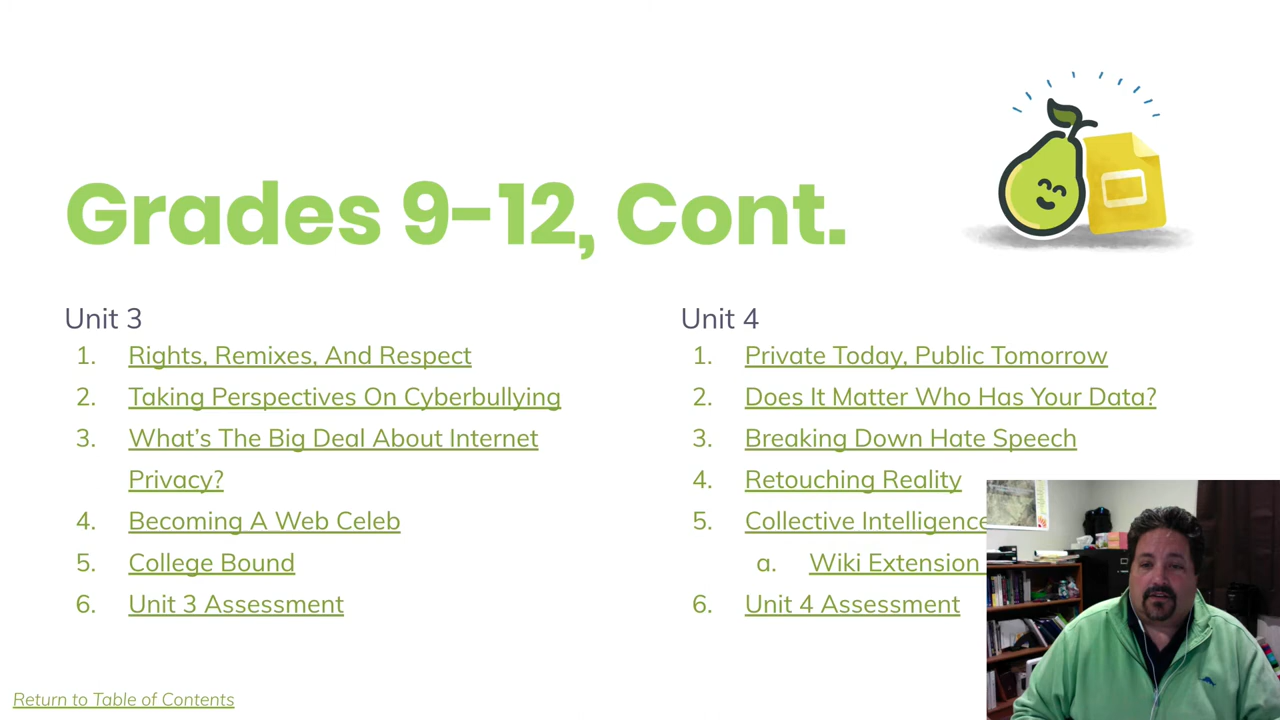 Grades 9–12, Cont.
Unit 3
1. Rights, Remixes, And Respect
2. Taking Perspectives On Cyberbullying
3. What's The Big Deal About Internet
Privacy?
4. Becoming A Web Celeb
5. College Bound
6. Unit 3 Assessment
Unit 4
1. Private Today, Public Tomorrow
2. Does It Matter Who Has Your Data?
3. Breaking Down Hate Speech
4. Retouching Reality
5. Collective Intelligence
a. Wiki Extension
6. Unit 4 Assessment
Return to Table of Contents